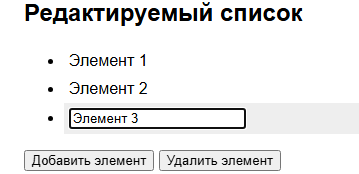 Редактируемый список
Элемент 1
Элемент 2
Элемент 3
Добавить элемент Удалить элемент